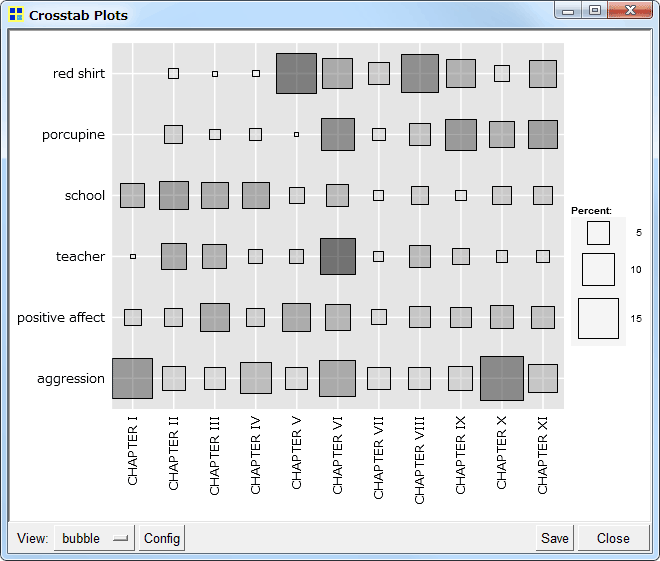 Crosstab Plots
red shirt
porcupine
school
teacher
positive affect
aggression
Percent:
5
10
15
CHAPTER I
CHAPTER II
CHAPTER III
CHAPTER IV
CHAPTER V
CHAPTER VI
CHAPTER VII
CHAPTER VIII
CHAPTER IX
CHAPTER X
CHAPTER XI
View: bubble Config Save Close